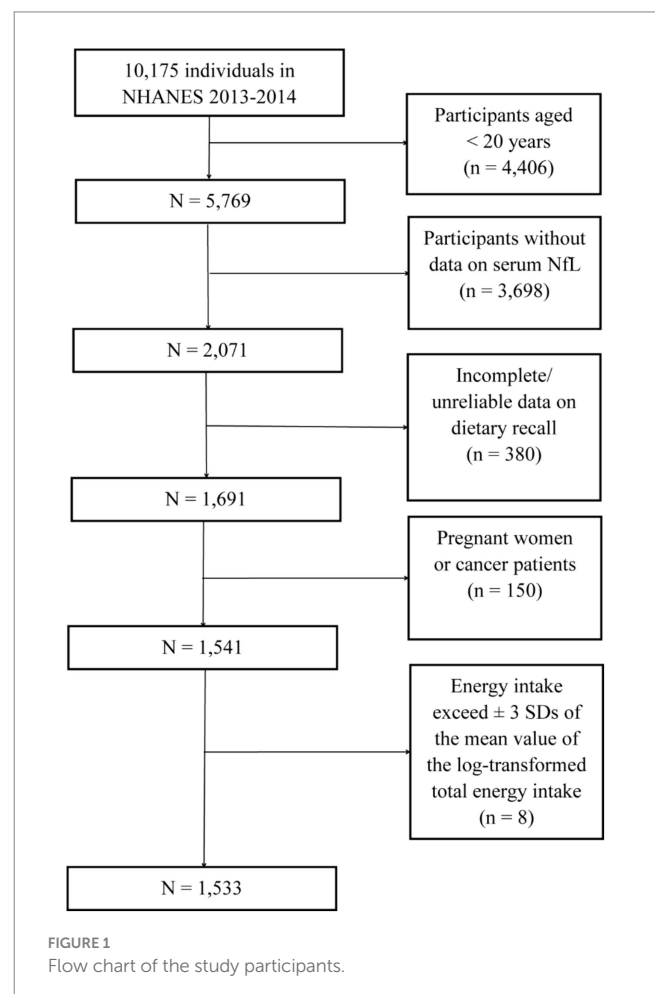 10,175 individuals in
NHANES 2013-2014
Participants aged
< 20 years
(n = 4,406)
N = 5,769
Participants without
data on serum NfL
(n = 3,698)
N = 2,071
Incomplete/
unreliable data on
dietary recall
(n = 380)
N = 1,691
Pregnant women
or cancer patients
(n = 150)
N = 1,541
Energy intake
exceed ± 3 SDs of
the mean value of
the log-transformed
total energy intake
(n = 8)
N = 1,533
FIGURE 1
Flow chart of the study participants.